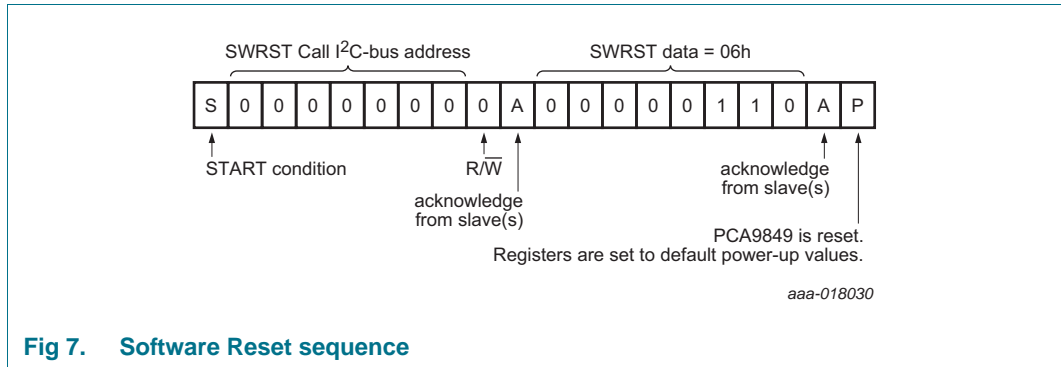 SWRST Call I2C-bus address SWRST data = 06h
S 0 0 0 0 0 0 0 0 A 0 0 0 0 0 1 1 0 A P
START condition R/W acknowledge
acknowledge from slave(s)
from slave(s)
PCA9849 is reset.
Registers are set to default power-up values.
aaa-018030
Fig 7. Software Reset sequence